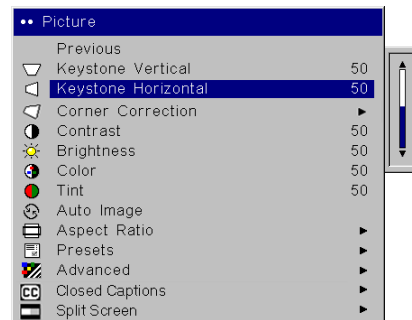 •• Picture
Previous
Keystone Vertical 50
Keystone Horizontal 50
Corner Correction ▶
Contrast 50
Brightness 50
Color 50
Tint 50
Auto Image
Aspect Ratio ▶
Presets ▶
Advanced ▶
CC Closed Captions ▶
Split Screen ▶